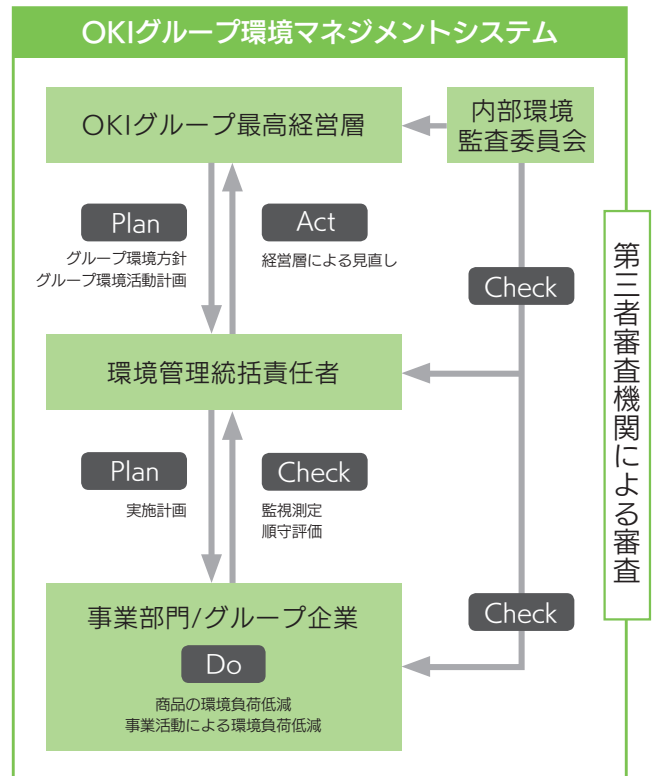 OKIグループ環境マネジメントシステム
OKIグループ最高経営層
内部環境
監査委員会
Plan
グループ環境方針
グループ環境活動計画
Act
経営層による見直し
Check
環境管理統括責任者
Plan
実施計画
Check
監視測定
順守評価
事業部門/グループ企業
Do
商品の環境負荷低減
事業活動による環境負荷低減
Check
第三者審査機関による審査